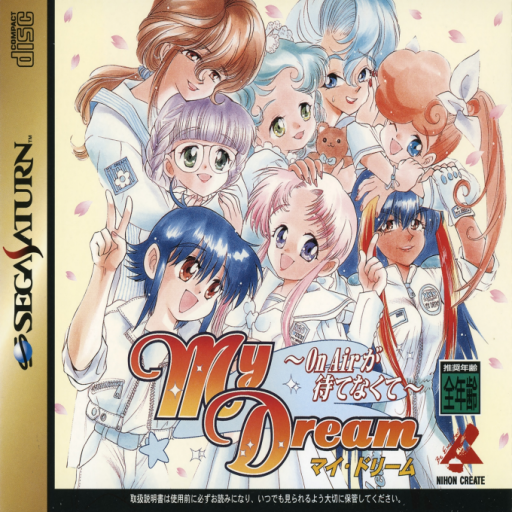 COMPACT
disc
SEGA SATURN™
My
Dream
～On Airが
待てなくて～
マイ・ドリーム
推奨年齢
全年齢
NIHON CREATE
取扱説明書は使用前に必ずお読みになり、いつでも見られるよう大切に保管してください。